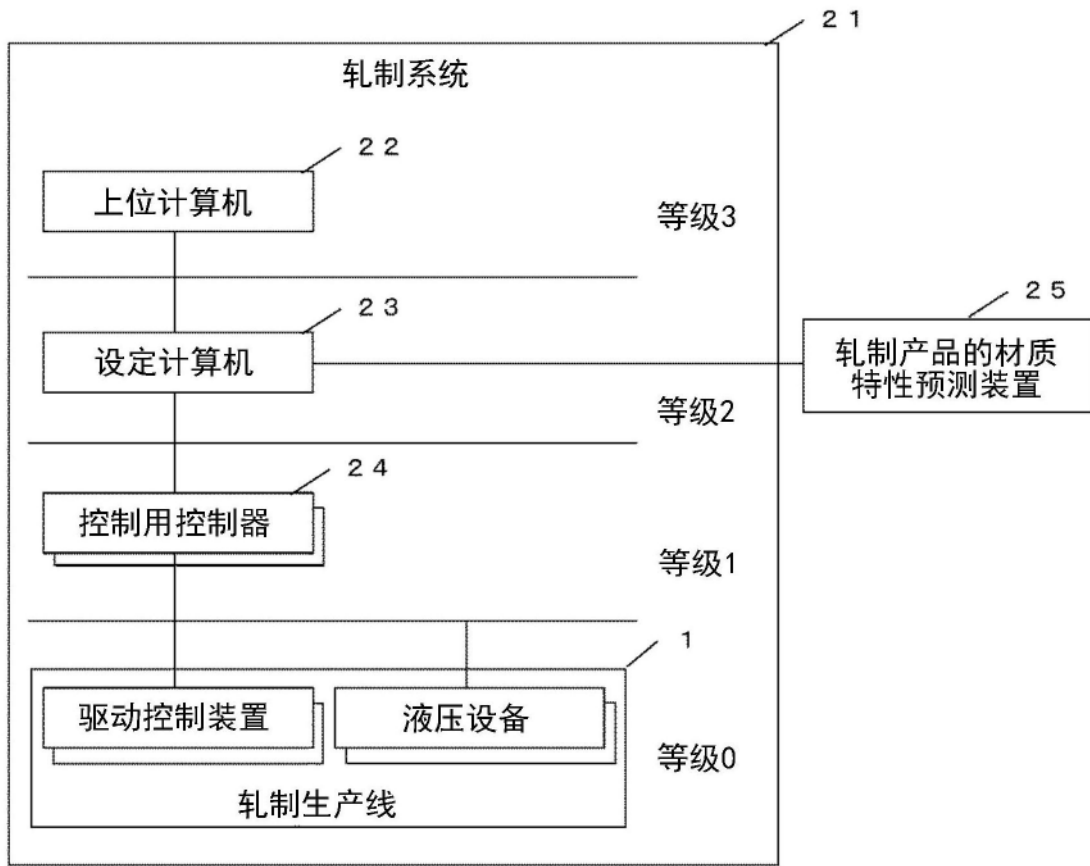 21
轧制系统
22
上位计算机
等级3
23
设定计算机
25
轧制产品的材质
特性预测装置
等级2
24
控制用控制器
等级1
1
驱动控制装置
液压设备
等级0
轧制生产线